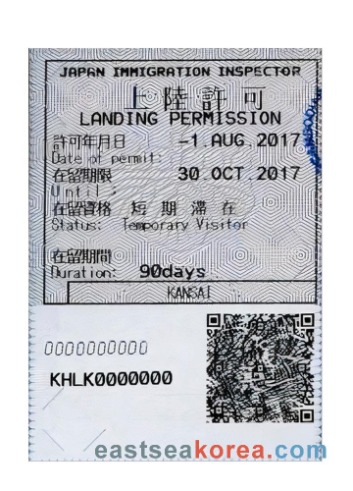 JAPAN IMMIGRATION INSPECTOR
上陸許可
LANDING PERMISSION
許可年月日 -1.AUG.2017
Date of permit:
在留期限 30.OCT.2017
Until :
在留資格 短期滞在
Status: Temporary Visitor
在留期間
Duration: 90days
KANSAI
0000000000
KHLK0000000
eastseakorea.com